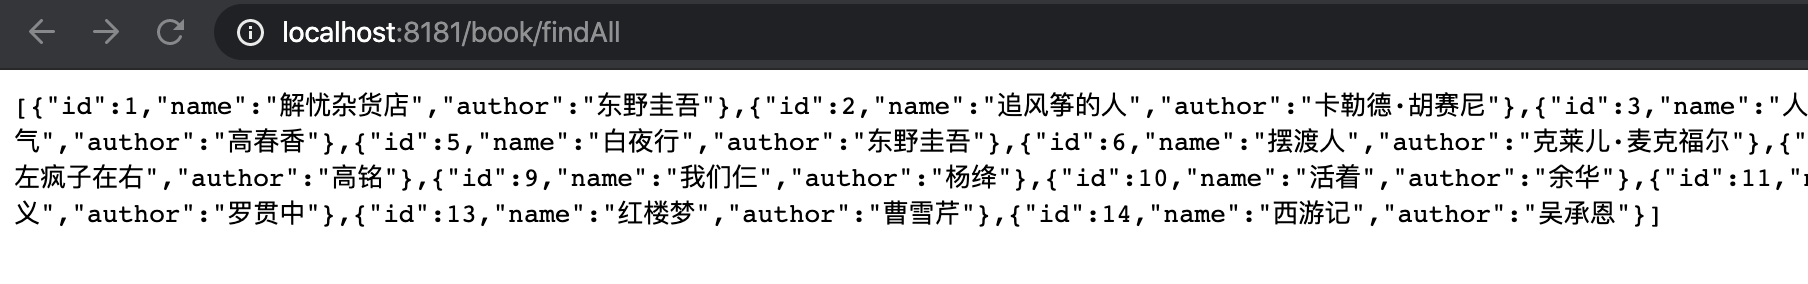 localhost:8181/book/findAll
[{"id":1,"name":"解忧杂货店","author":"东野圭吾"},{"id":2,"name":"追风筝的人","author":"卡勒德·胡赛尼"},{"id":3,"name":"人
气","author":"高春香"},{"id":5,"name":"白夜行","author":"东野圭吾"},{"id":6,"name":"摆渡人","author":"克莱儿·麦克福尔"},{"
左疯子在右","author":"高铭"},{"id":9,"name":"我们仨","author":"杨绛"},{"id":10,"name":"活着","author":"余华"},{"id":11,"
义","author":"罗贯中"},{"id":13,"name":"红楼梦","author":"曹雪芹"},{"id":14,"name":"西游记","author":"吴承恩"}]